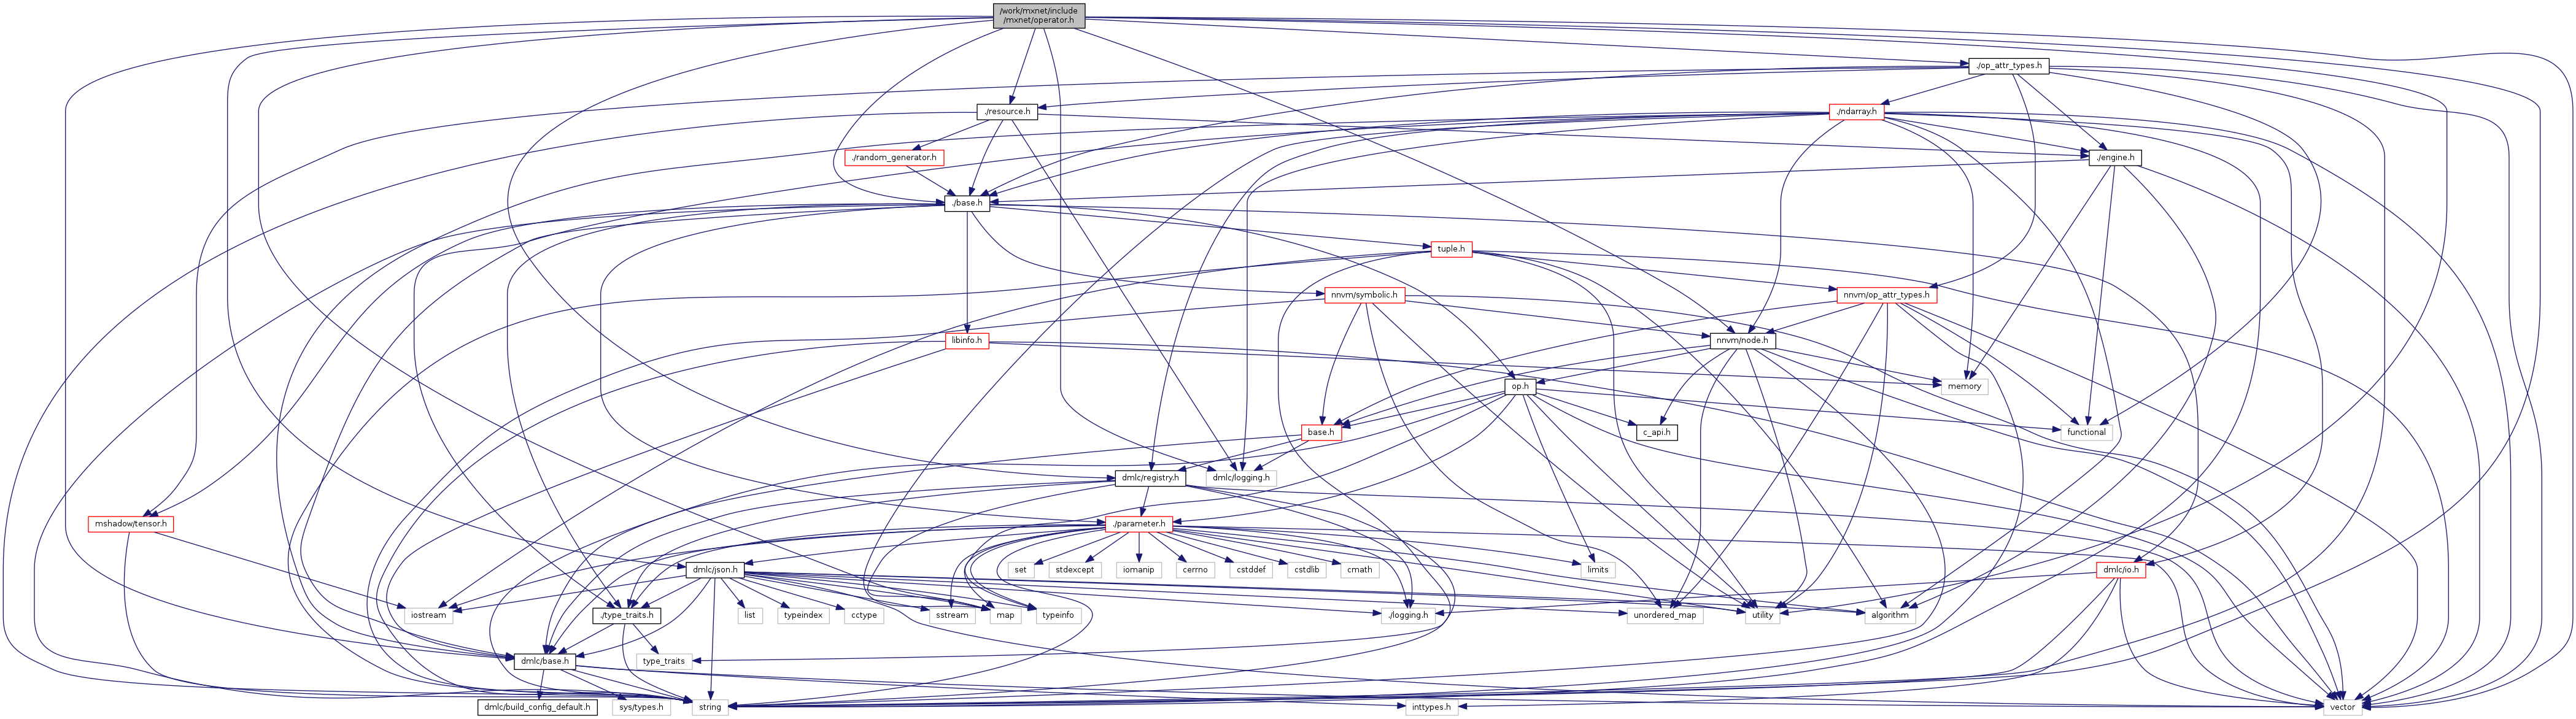 /work/mxnet/include
/mxnet/operator.h
./op_attr_types.h
./resource.h
./ndarray.h
./random_generator.h
./engine.h
./base.h
tuple.h
nnvm/symbolic.h
nnvm/op_attr_types.h
libinfo.h
nnvm/node.h
op.h
memory
base.h
c_api.h
functional
dmlc/registry.h
dmlc/logging.h
mshadow/tensor.h
./parameter.h
dmlc/json.h
set
stdexcept
iomanip
cerrno
cstddef
cstdlib
cmath
limits
dmlc/io.h
iostream
./type_traits.h
list
typeindex
cctype
sstream
map
typeinfo
./logging.h
unordered_map
utility
algorithm
dmlc/base.h
type_traits
dmlc/build_config_default.h
sys/types.h
string
inttypes.h
vector